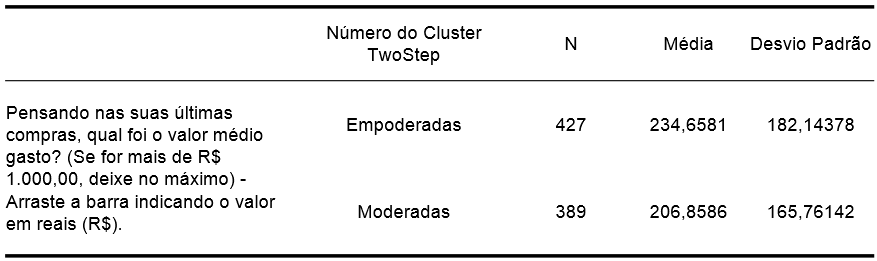 Número do Cluster
TwoStep
N
Média
Desvio Padrão
Pensando nas suas últimas
compras, qual foi o valor médio
gasto? (Se for mais de R$
1.000,00, deixe no máximo) -
Arraste a barra indicando o valor
em reais (R$).
Empoderadas
427
234,6581
182,14378
Moderadas
389
206,8586
165,76142